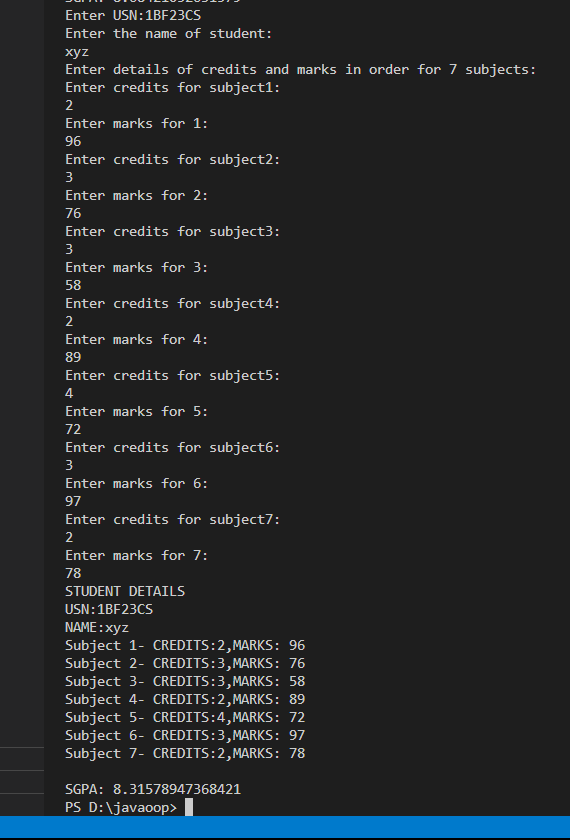 Enter USN:1BF23CS
Enter the name of student:
xyz
Enter details of credits and marks in order for 7 subjects:
Enter credits for subject1:
2
Enter marks for 1:
96
Enter credits for subject2:
3
Enter marks for 2:
76
Enter credits for subject3:
3
Enter marks for 3:
58
Enter credits for subject4:
2
Enter marks for 4:
89
Enter credits for subject5:
4
Enter marks for 5:
72
Enter credits for subject6:
3
Enter marks for 6:
97
Enter credits for subject7:
2
Enter marks for 7:
78
STUDENT DETAILS
USN:1BF23CS
NAME:xyz
Subject 1- CREDITS:2,MARKS: 96
Subject 2- CREDITS:3,MARKS: 76
Subject 3- CREDITS:3,MARKS: 58
Subject 4- CREDITS:2,MARKS: 89
Subject 5- CREDITS:4,MARKS: 72
Subject 6- CREDITS:3,MARKS: 97
Subject 7- CREDITS:2,MARKS: 78
SGPA: 8.31578947368421
PS D:\javaoop>